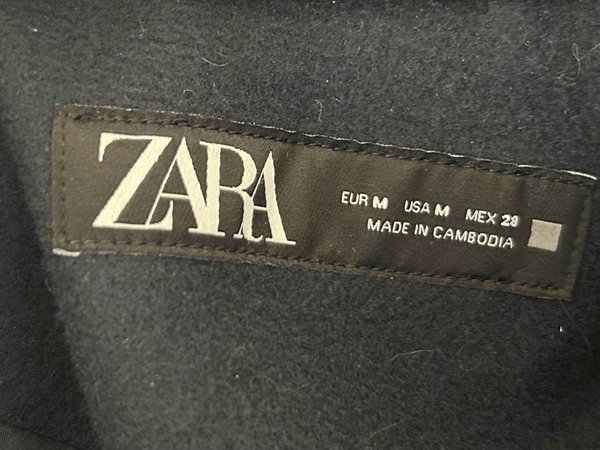 ZARA
EUR M USA M MEX 28
MADE IN CAMBODIA